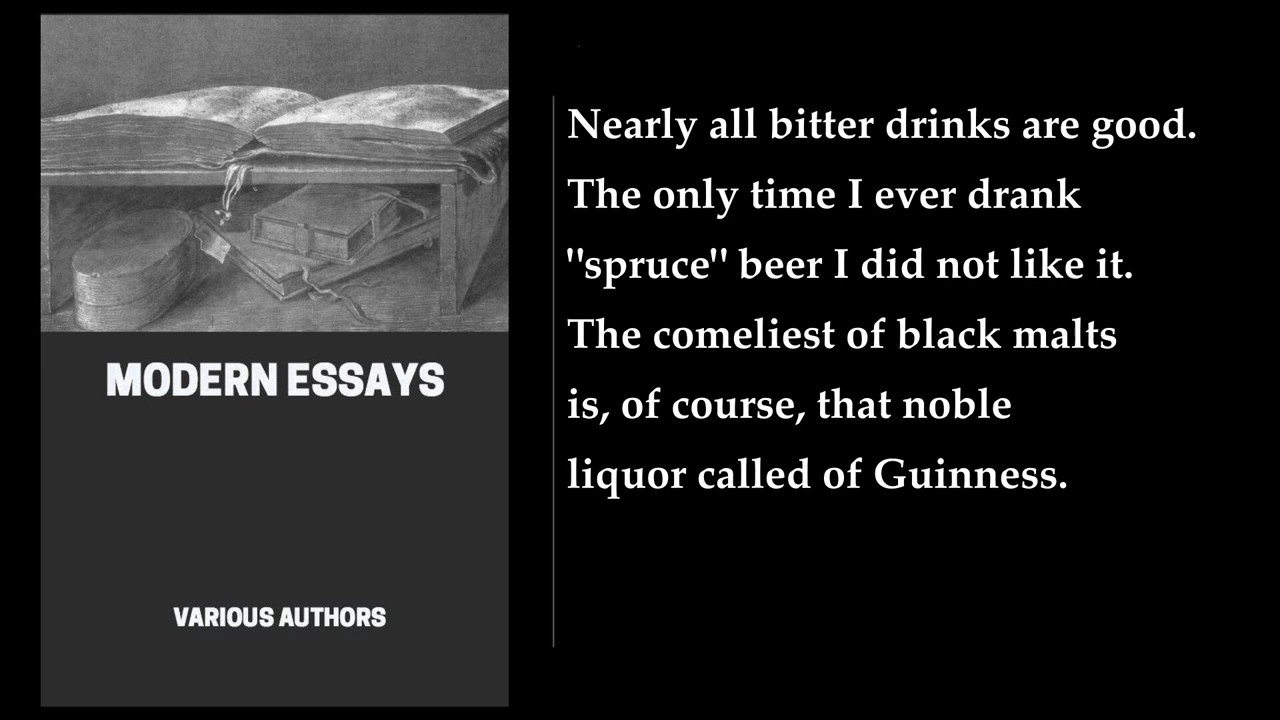 MODERN ESSAYS
VARIOUS AUTHORS
Nearly all bitter drinks are good.
The only time I ever drank
"spruce" beer I did not like it.
The comeliest of black malts
is, of course, that noble
liquor called of Guinness.